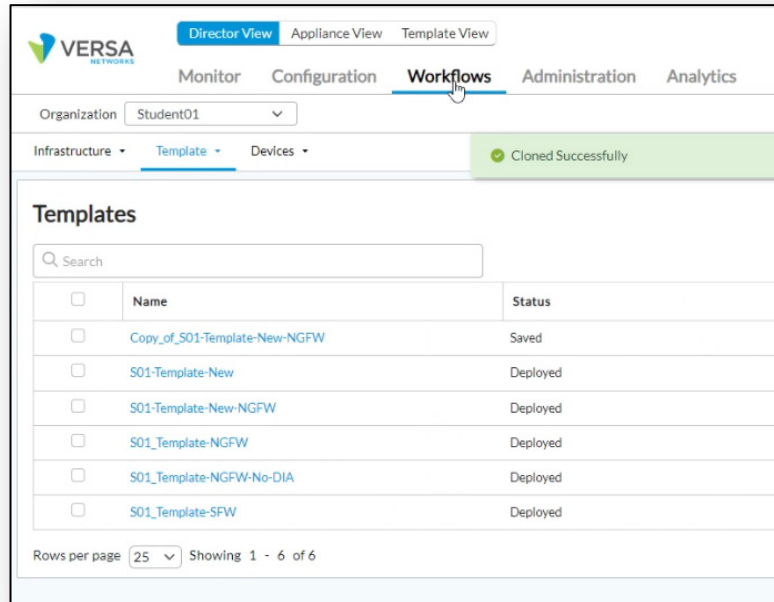 Director View Appliance View Template View
VERSA
NETWORKS
Monitor Configuration Workflows Administration Analytics
Organization Student01
Infrastructure Template Devices
Cloned Successfully
Templates
Search
Name Status
Copy_of_S01-Template-New-NGFW Saved
S01-Template-New Deployed
S01-Template-New-NGFW Deployed
S01_Template-NGFW Deployed
S01_Template-NGFW-No-DIA Deployed
S01_Template-SFW Deployed
Rows per page 25 Showing 1 - 6 of 6